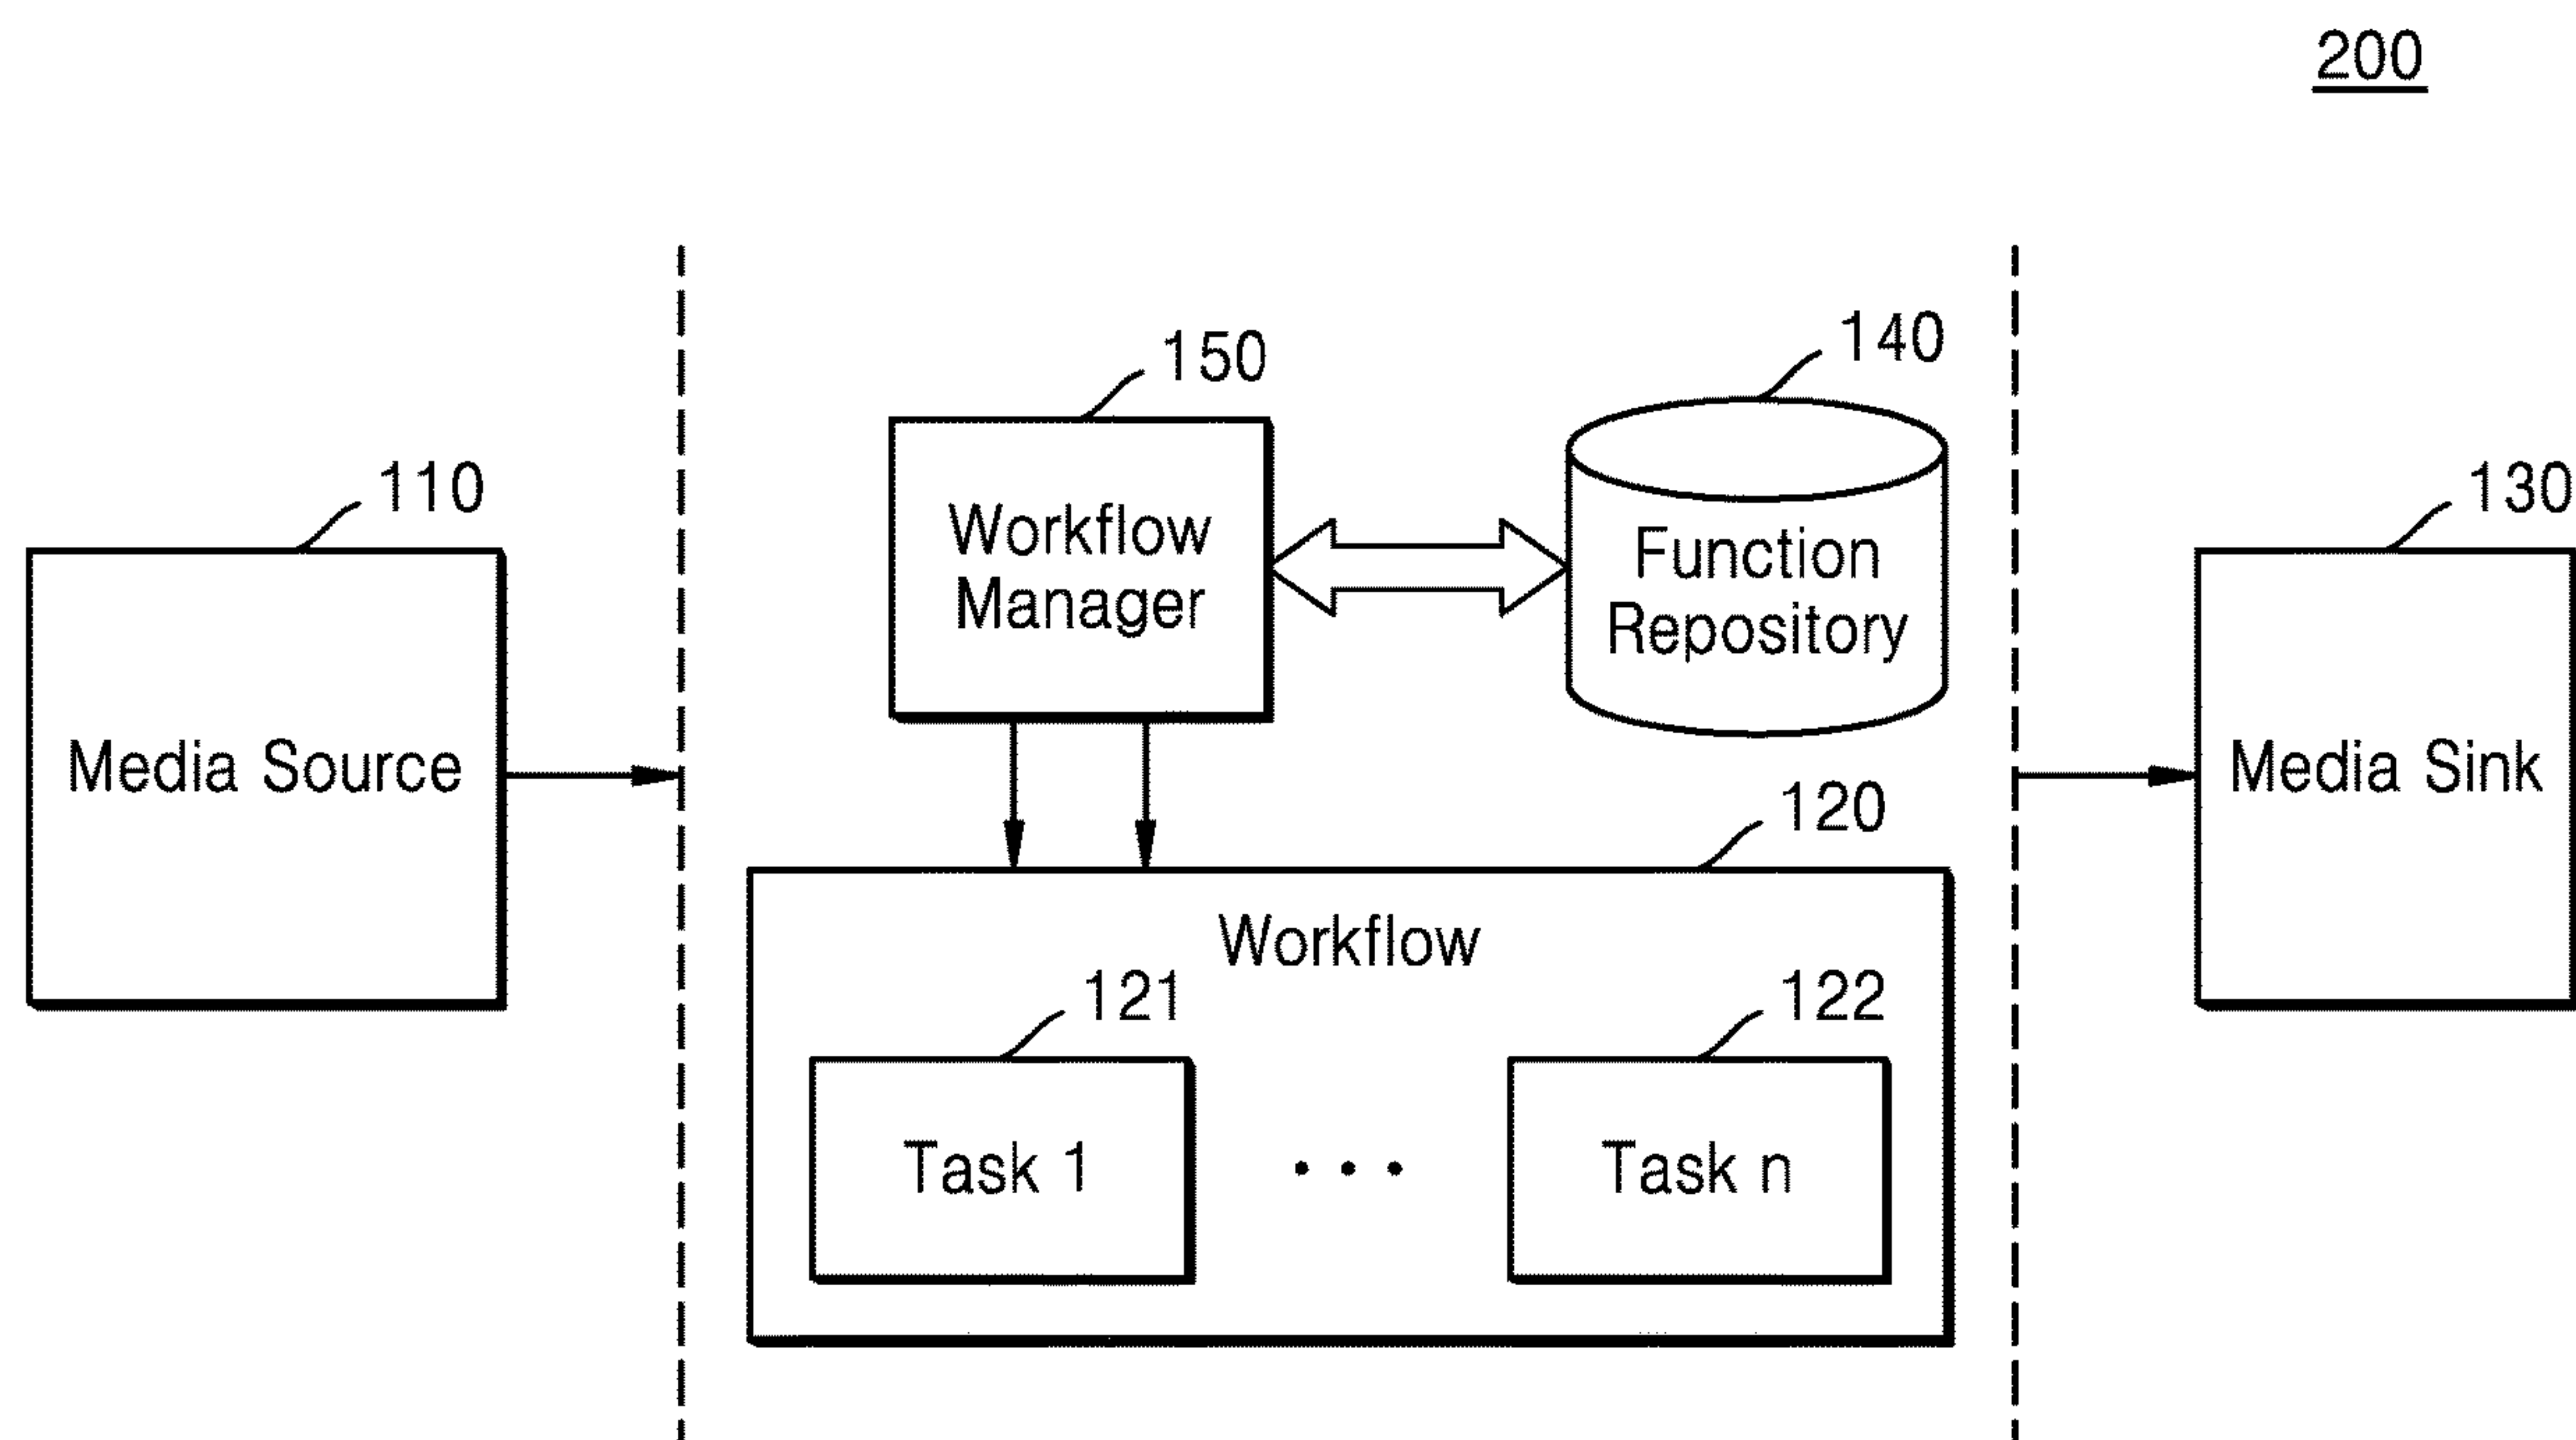 200
150
140
110
130
Workflow
Manager
Function
Repository
Media Source
Media Sink
120
Workflow
121
122
Task 1
...
Task n